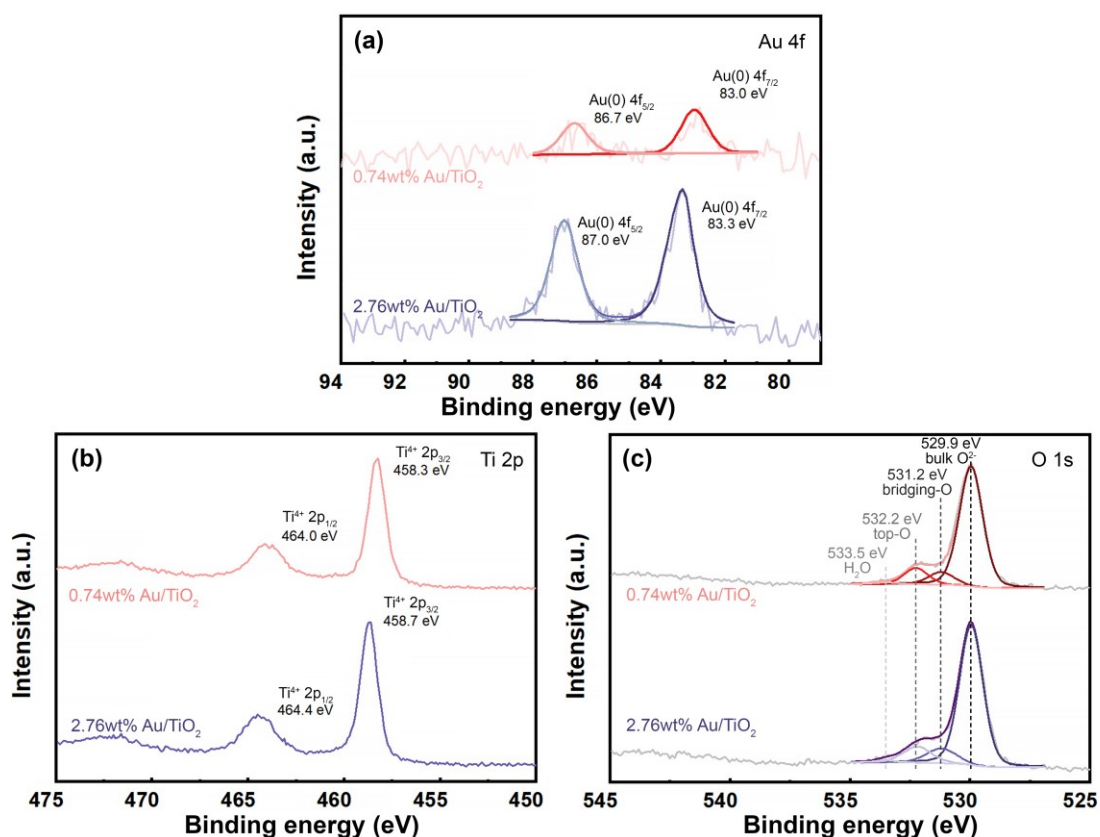 (a)
Au 4f
Au(0) 4f7/2
83.0 eV
Au(0) 4f5/2
86.7 eV
0.74wt% Au/TiO2
Au(0) 4f5/2
87.0 eV
Au(0) 4f7/2
83.3 eV
2.76wt% Au/TiO2
Intensity (a.u.)
94 92 90 88 86 84 82 80
Binding energy (eV)
(b)
Ti 2p
Ti⁴⁺ 2p3/2
458.3 eV
Ti⁴⁺ 2p1/2
464.0 eV
0.74wt% Au/TiO2
Ti⁴⁺ 2p3/2
458.7 eV
Ti⁴⁺ 2p1/2
464.4 eV
2.76wt% Au/TiO2
Intensity (a.u.)
475 470 465 460 455 450
Binding energy (eV)
(c)
O 1s
529.9 eV
bulk O²⁻
531.2 eV
bridging-O
532.2 eV
top-O
533.5 eV
H2O
0.74wt% Au/TiO2
2.76wt% Au/TiO2
Intensity (a.u.)
545 540 535 530 525
Binding energy (eV)